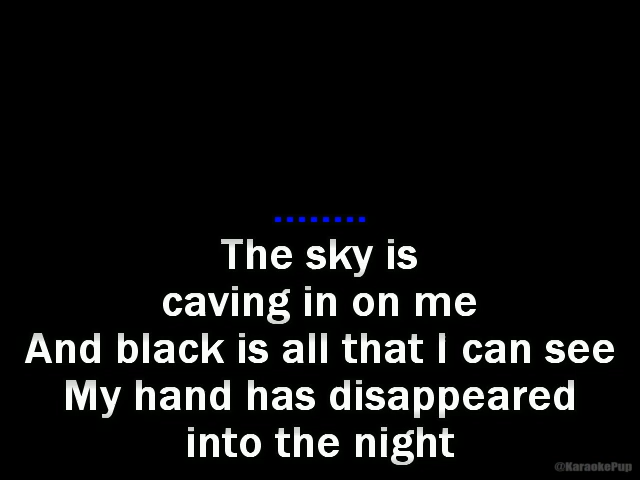 ........
The sky is
caving in on me
And black is all that I can see
My hand has disappeared
into the night
@KaraokePup